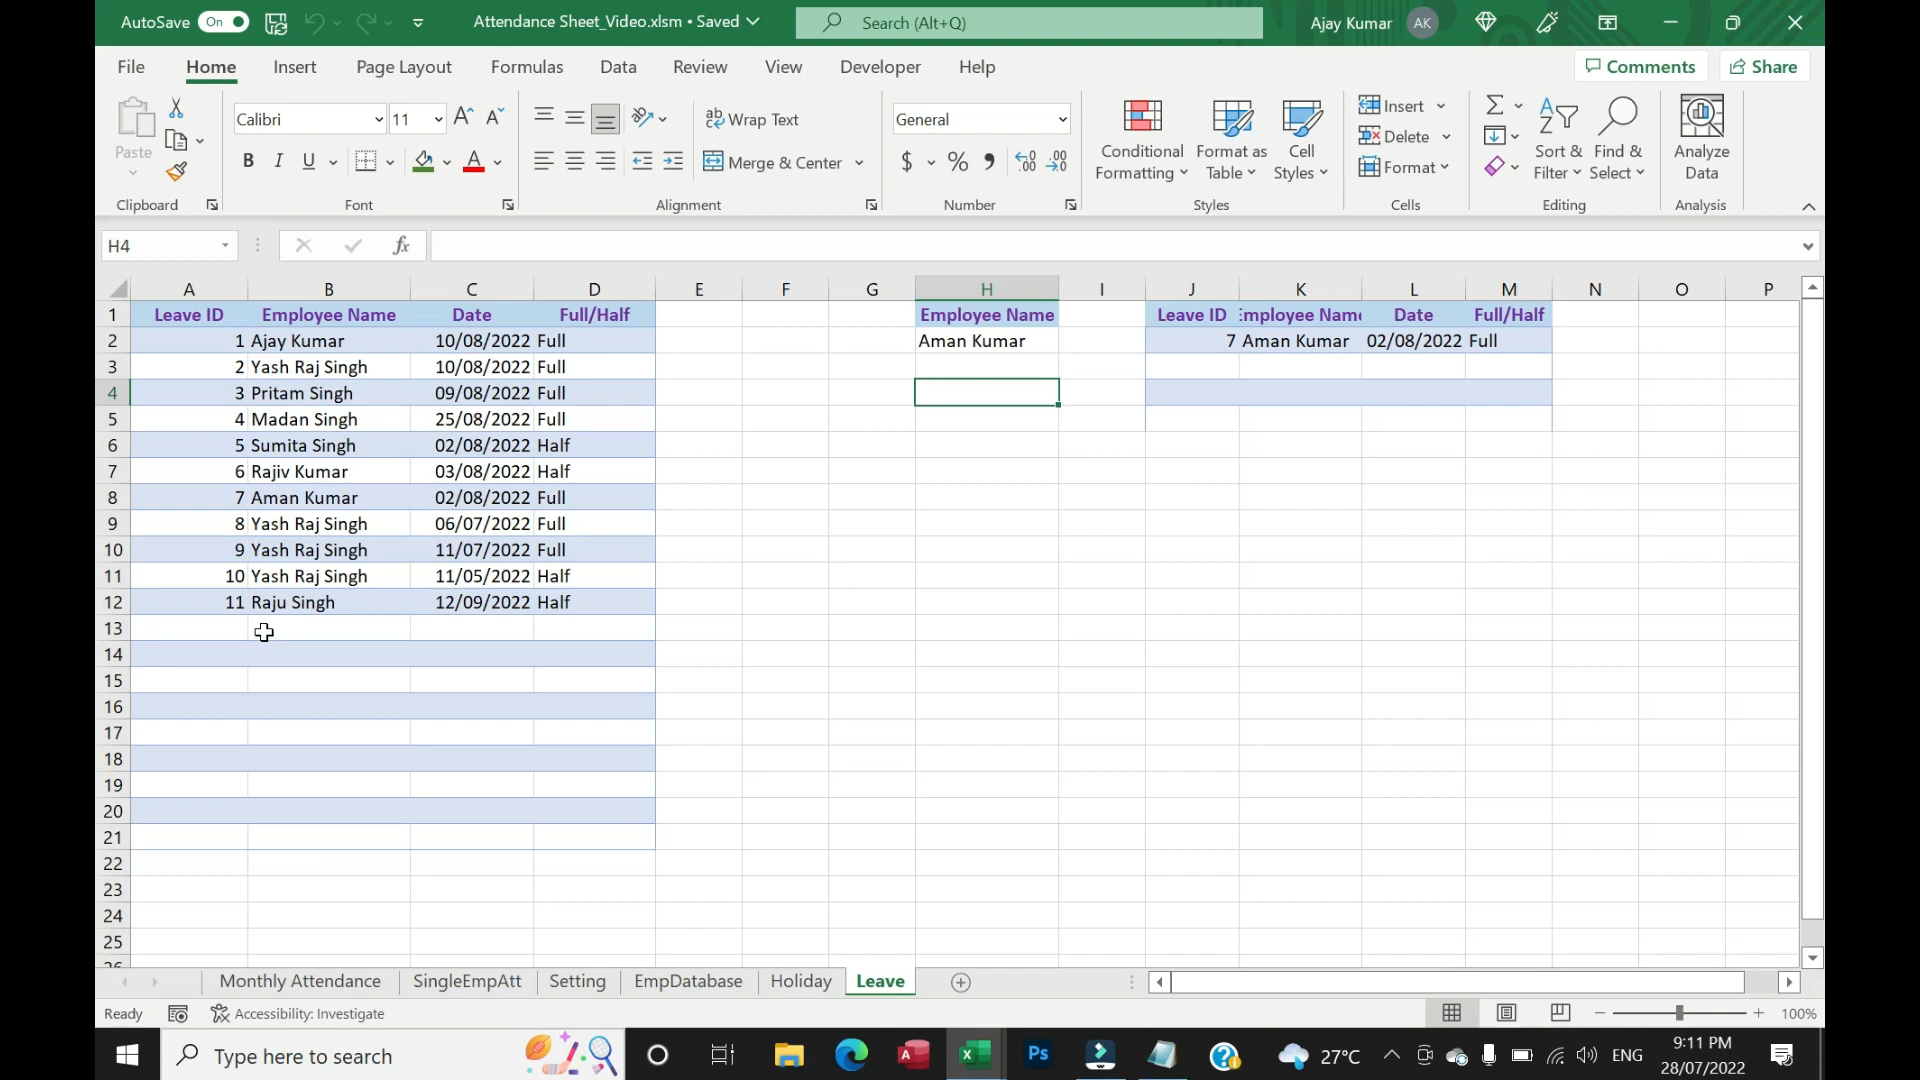 AutoSave On Attendance Sheet_Video.xlsm • Saved Search (Alt+Q) Ajay Kumar AK
File Home Insert Page Layout Formulas Data Review View Developer Help Comments Share
Paste Calibri 11 Wrap Text General Insert
B I U Merge & Center $ % Conditional Formatting Format as Table Cell Styles Delete Format Sort & Filter Find & Select Analyze Data
Clipboard Font Alignment Number Styles Cells Editing Analysis
H4 fx
A B C D E F G H I J K L M N O P
1 Leave ID Employee Name Date Full/Half Employee Name Leave ID Date Full/Half
2 1 Ajay Kumar 10/08/2022 Full Aman Kumar 7 Aman Kumar 02/08/2022 Full
3 2 Yash Raj Singh 10/08/2022 Full
4 3 Pritam Singh 09/08/2022 Full
5 4 Madan Singh 25/08/2022 Full
6 5 Sumita Singh 02/08/2022 Half
7 6 Rajiv Kumar 03/08/2022 Half
8 7 Aman Kumar 02/08/2022 Full
9 8 Yash Raj Singh 06/07/2022 Full
10 9 Yash Raj Singh 11/07/2022 Full
11 10 Yash Raj Singh 11/05/2022 Half
12 11 Raju Singh 12/09/2022 Half
13
14
15
16
17
18
19
20
21
22
23
24
25
Monthly Attendance SingleEmpAtt Setting EmpDatabase Holiday Leave
Ready Accessibility: Investigate 100%
Type here to search Ps 27°C ENG 9:11 PM
28/07/2022